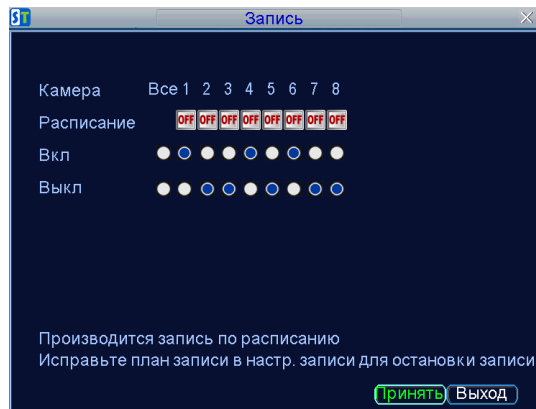 ST Запись
Камера Все 1 2 3 4 5 6 7 8
Расписание OFF OFF OFF OFF OFF OFF OFF OFF
Вкл
Выкл
Производится запись по расписанию
Исправьте план записи в настр. записи для остановки записи
Принять Выход